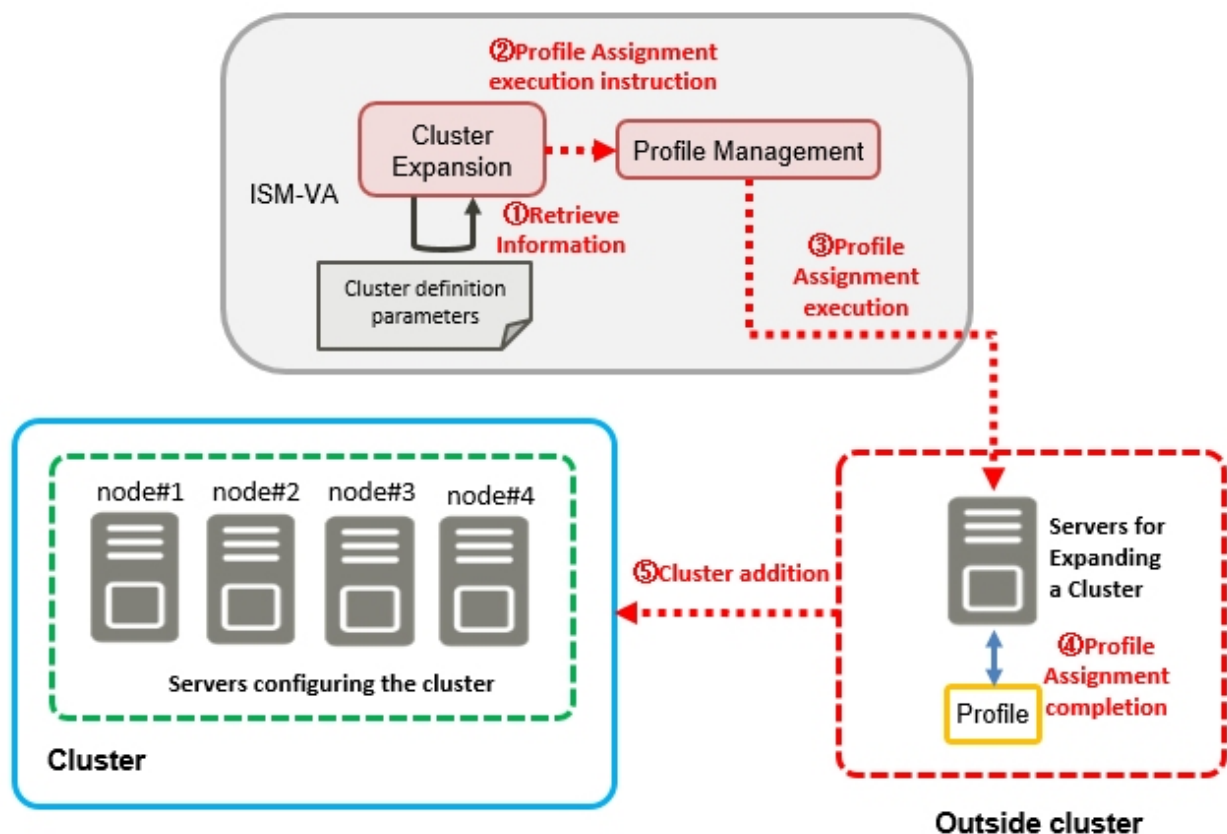 ②Profile Assignment
execution instruction
Cluster
Expansion
Profile Management
ISM-VA
①Retrieve
Information
③Profile
Assignment
execution
Cluster definition
parameters
node#1 node#2 node#3 node#4
Servers for
Expanding
a Cluster
⑤Cluster addition
④Profile
Assignment
completion
Servers configuring the cluster
Profile
Cluster
Outside cluster